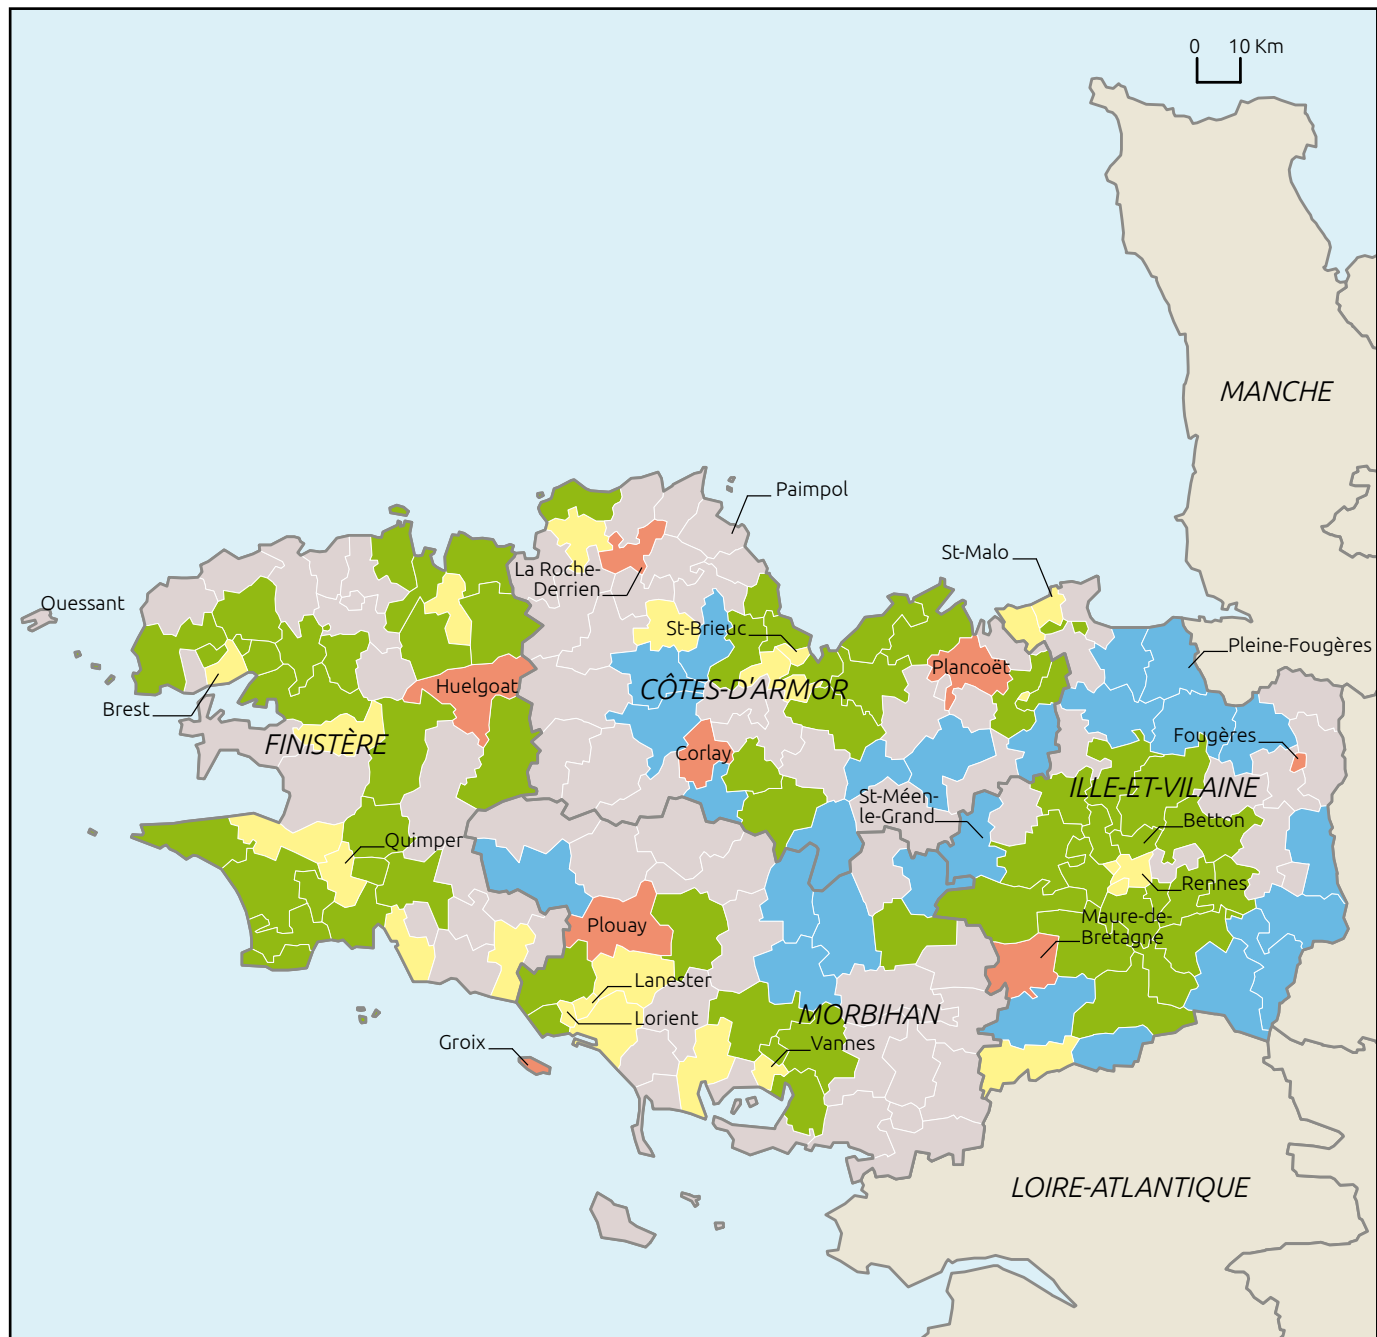 0 10 Km
MANCHE
Paimpol
St-Malo
La Roche-
Derrien
Ouessant
St-Brieuc
Pleine-Fougères
Plancoët
Huelgoat
CÔTES-D'ARMOR
Brest
FINISTÈRE
Fougères
Corlay
ILLE-ET-VILAINE
St-Méen-
le-Grand
Betton
Quimper
Rennes
Maure-de-
Bretagne
Plouay
Lanester
Lorient
MORBIHAN
Groix
Vannes
LOIRE-ATLANTIQUE